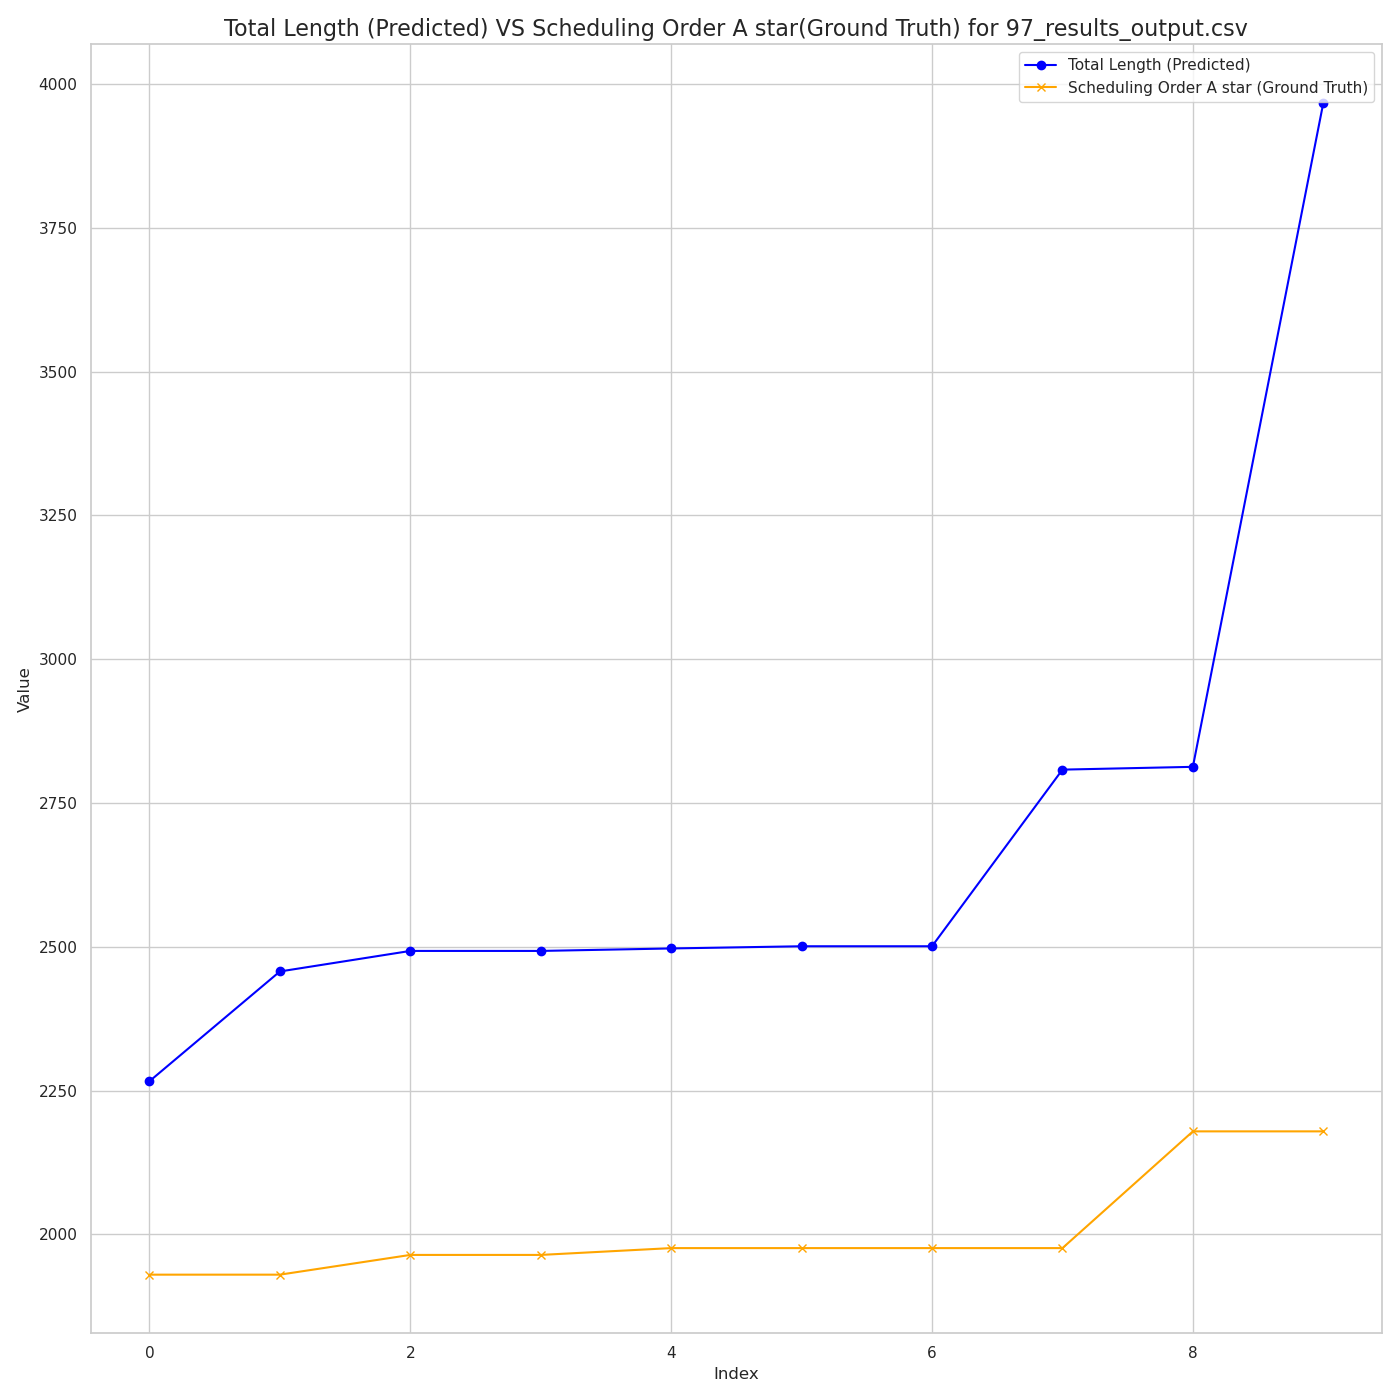 Total Length (Predicted) VS Scheduling Order A star(Ground Truth) for 97_results_output.csv
Total Length (Predicted)
Scheduling Order A star (Ground Truth)
4000
3750
3500
3250
3000
2750
2500
2250
2000
Value
0 2 4 6 8
Index